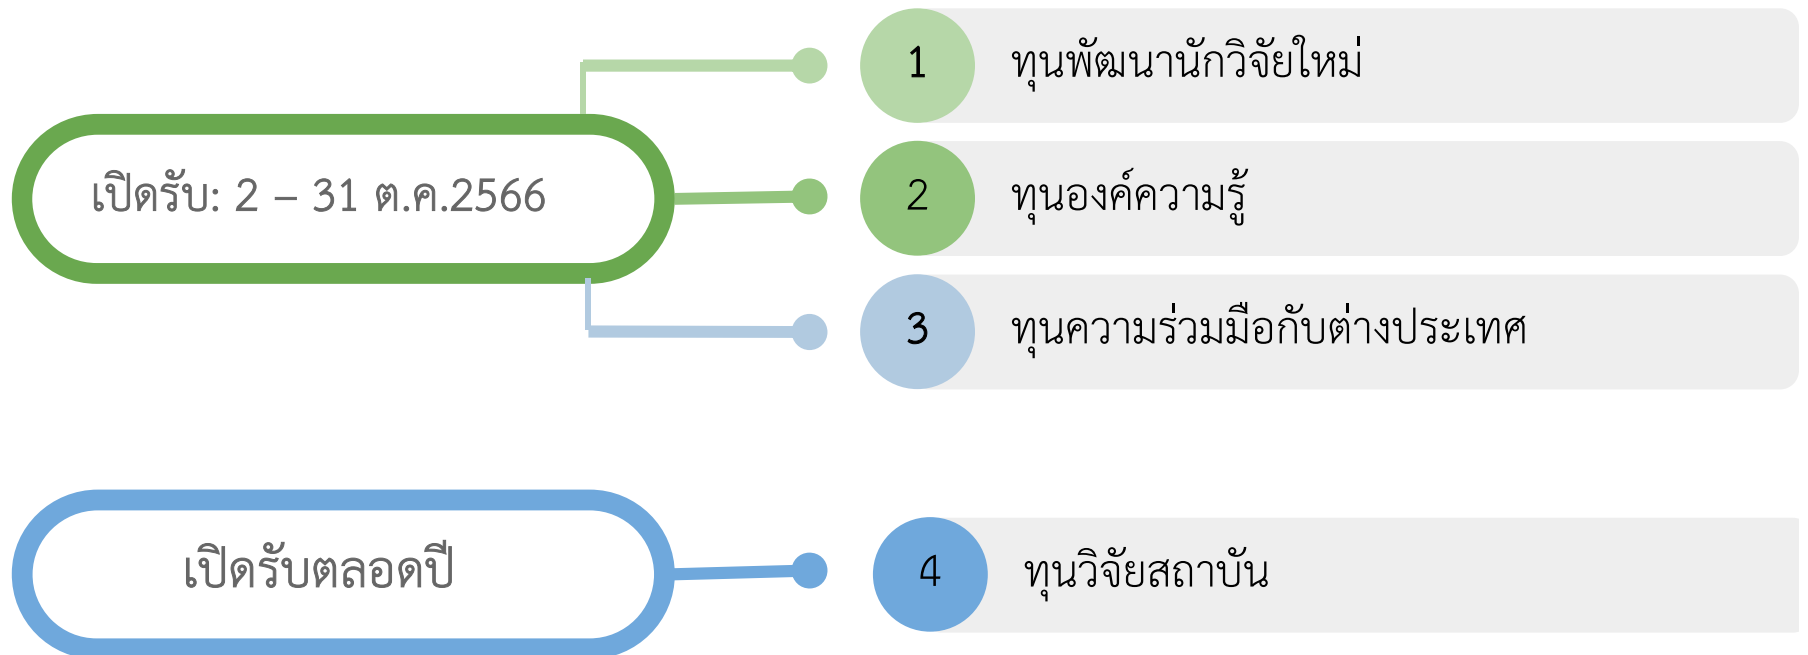 เปิดรับ: 2 – 31 ต.ค.2566
1 ทุนพัฒนานักวิจัยใหม่
2 ทุนองค์ความรู้
3 ทุนความร่วมมือกับต่างประเทศ
เปิดรับตลอดปี
4 ทุนวิจัยสถาบัน